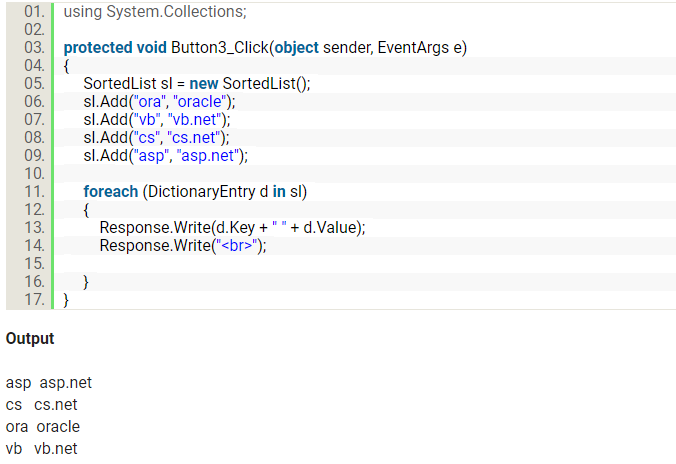 01. using System.Collections;
02.
03. protected void Button3_Click(object sender, EventArgs e)
04. {
05. SortedList sl = new SortedList();
06. sl.Add("ora", "oracle");
07. sl.Add("vb", "vb.net");
08. sl.Add("cs", "cs.net");
09. sl.Add("asp", "asp.net");
10.
11. foreach (DictionaryEntry d in sl)
12. {
13. Response.Write(d.Key + " " + d.Value);
14. Response.Write("<br>");
15.
16. }
17. }
Output
asp asp.net
cs cs.net
ora oracle
vb vb.net